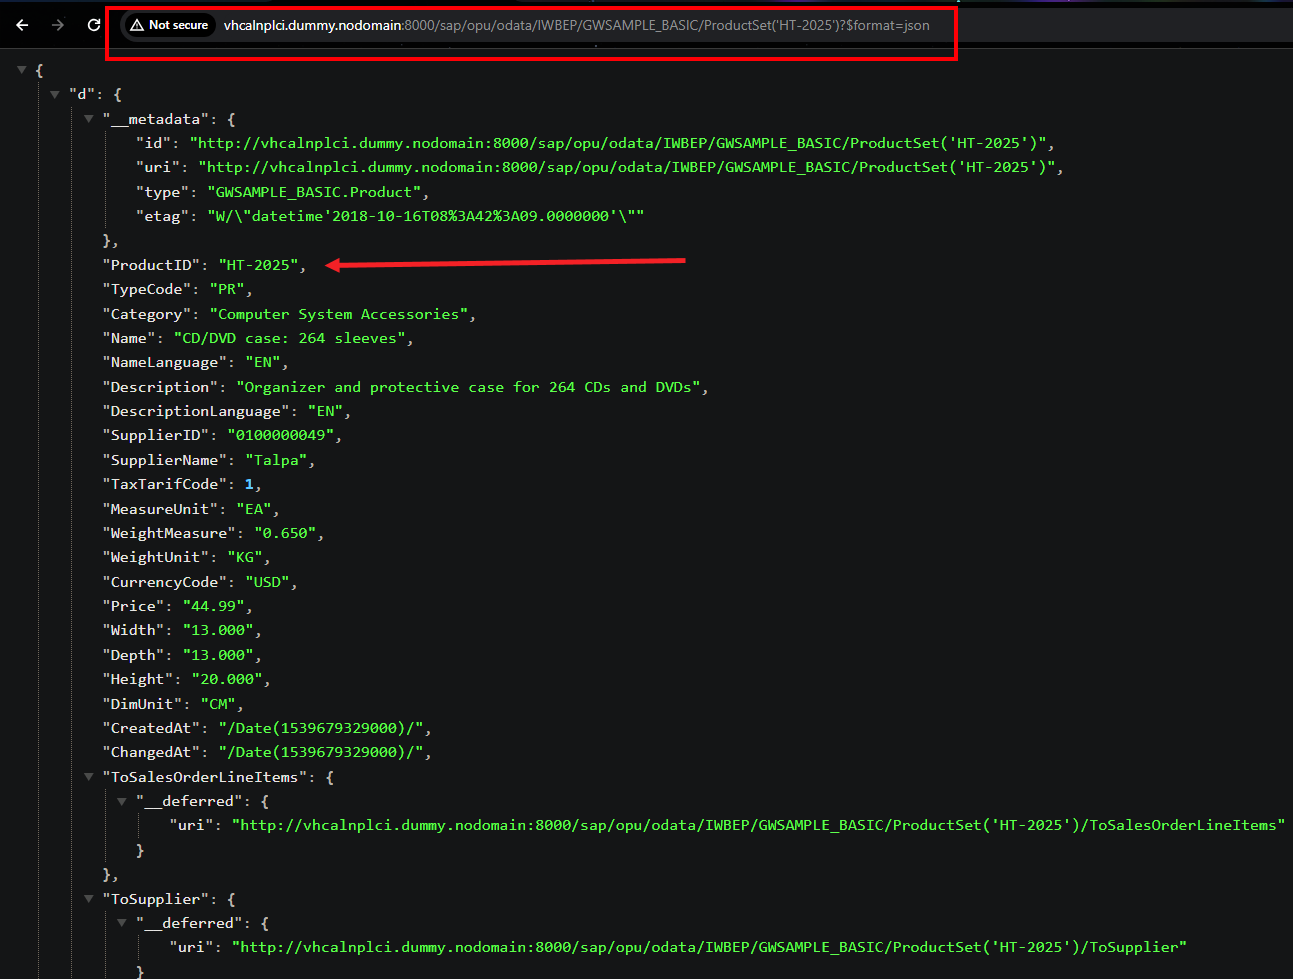 Not secure vhcalnplci.dummy.nodomain:8000/sap/opu/odata/IWBEP/GWSAMPLE_BASIC/ProductSet('HT-2025')?$format=json
{
"d": {
"__metadata": {
"id": "http://vhcalnplci.dummy.nodomain:8000/sap/opu/odata/IWBEP/GWSAMPLE_BASIC/ProductSet('HT-2025')",
"uri": "http://vhcalnplci.dummy.nodomain:8000/sap/opu/odata/IWBEP/GWSAMPLE_BASIC/ProductSet('HT-2025')",
"type": "GWSAMPLE_BASIC.Product",
"etag": "W/\"datetime'2018-10-16T08%3A42%3A09.0000000'\""
},
"ProductID": "HT-2025",
"TypeCode": "PR",
"Category": "Computer System Accessories",
"Name": "CD/DVD case: 264 sleeves",
"NameLanguage": "EN",
"Description": "Organizer and protective case for 264 CDs and DVDs",
"DescriptionLanguage": "EN",
"SupplierID": "0100000049",
"SupplierName": "Talpa",
"TaxTarifCode": 1,
"MeasureUnit": "EA",
"WeightMeasure": "0.650",
"WeightUnit": "KG",
"CurrencyCode": "USD",
"Price": "44.99",
"Width": "13.000",
"Depth": "13.000",
"Height": "20.000",
"DimUnit": "CM",
"CreatedAt": "/Date(1539679329000)/",
"ChangedAt": "/Date(1539679329000)/",
"ToSalesOrderLineItems": {
"__deferred": {
"uri": "http://vhcalnplci.dummy.nodomain:8000/sap/opu/odata/IWBEP/GWSAMPLE_BASIC/ProductSet('HT-2025')/ToSalesOrderLineItems"
}
},
"ToSupplier": {
"__deferred": {
"uri": "http://vhcalnplci.dummy.nodomain:8000/sap/opu/odata/IWBEP/GWSAMPLE_BASIC/ProductSet('HT-2025')/ToSupplier"
}